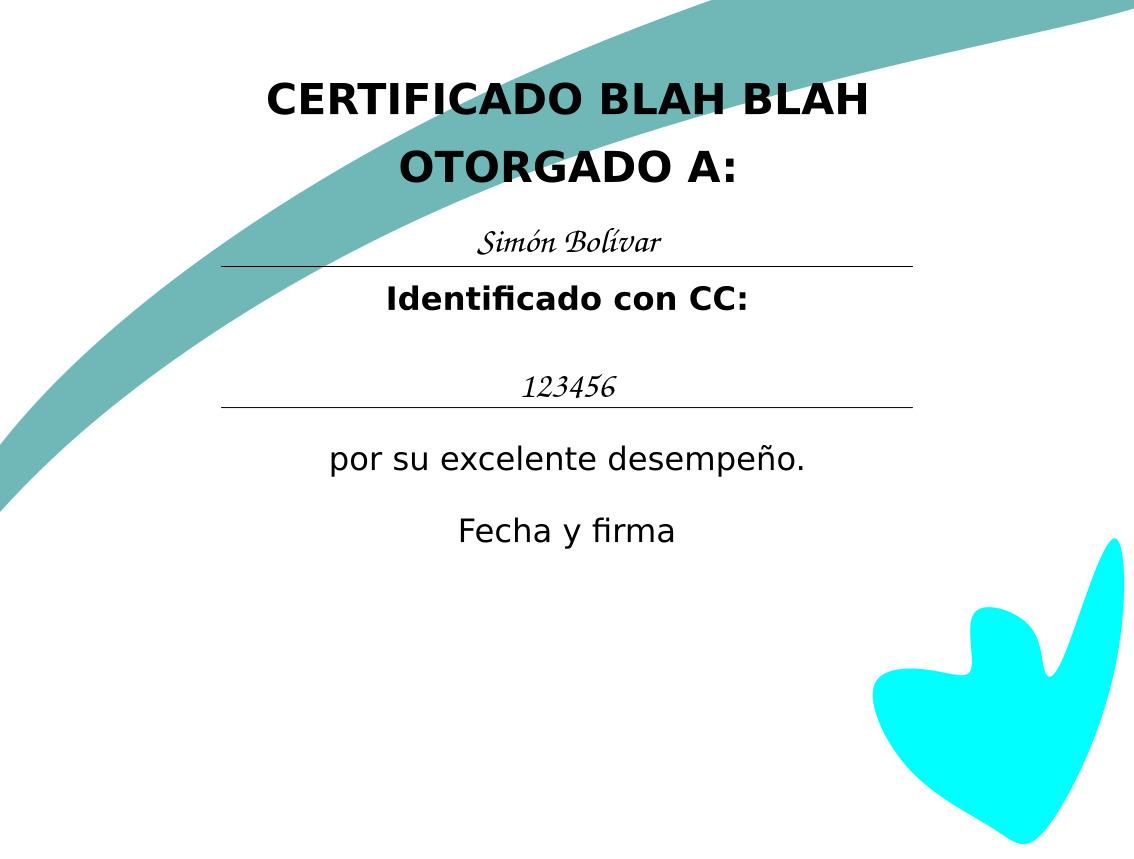 CERTIFICADO BLAH BLAH
OTORGADO A:
Simón Bolívar
Identificado con CC:
123456
por su excelente desempeño.
Fecha y firma